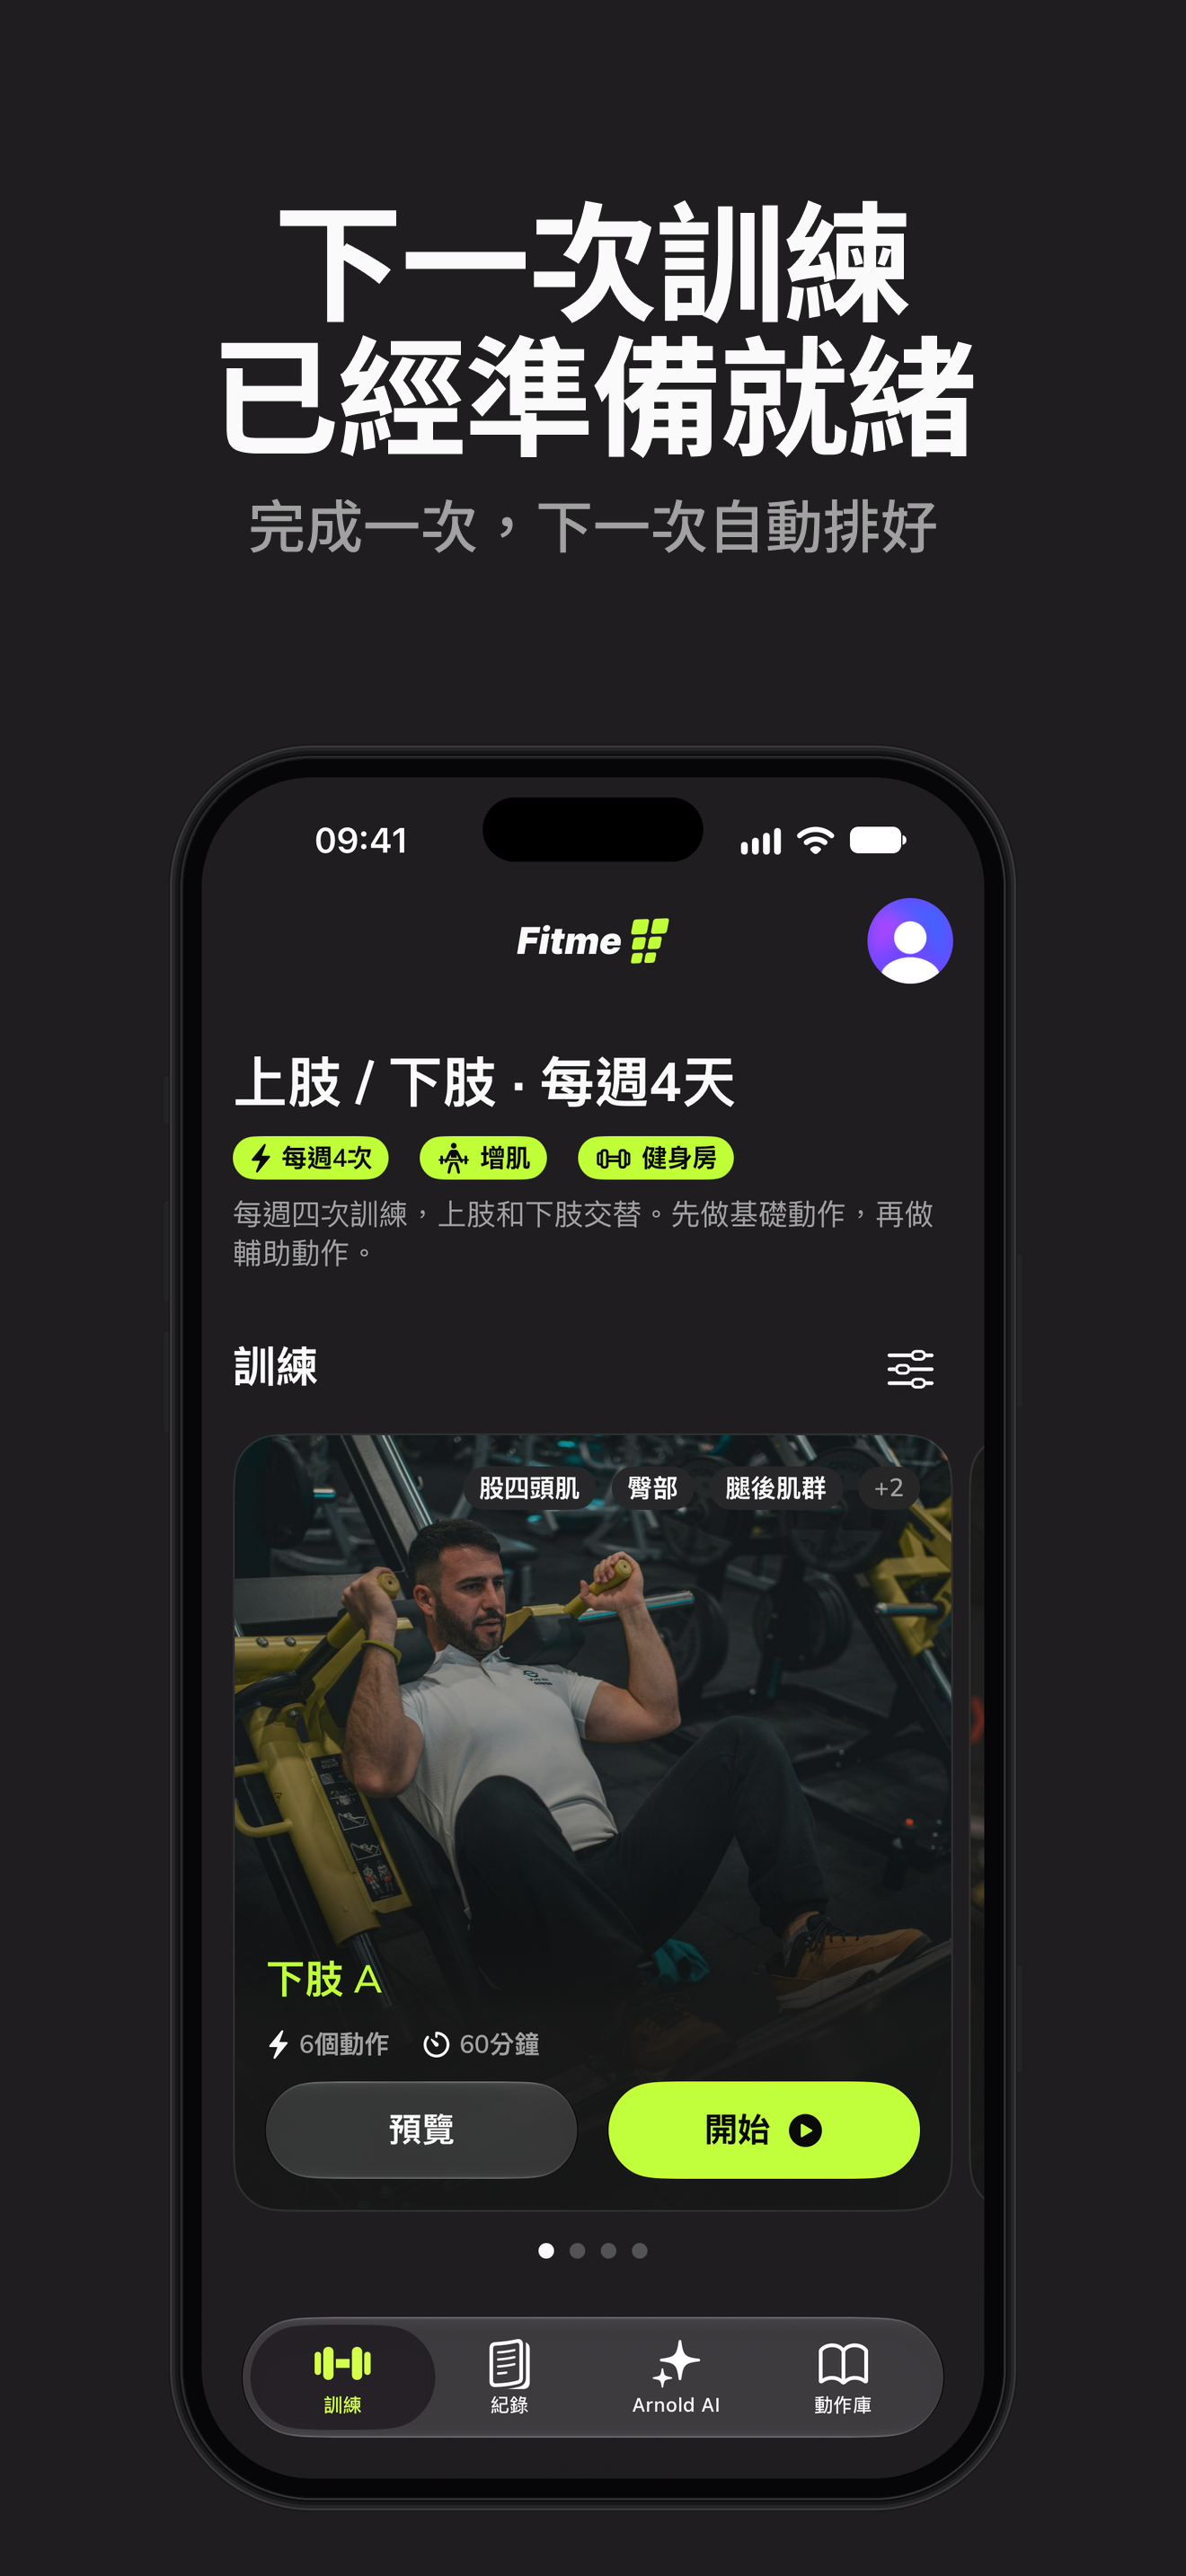 下一次訓練
已經準備就緒
完成一次，下一次自動排好
09:41
Fitme
上肢 / 下肢 · 每週4天
每週4次 增肌 健身房
每週四次訓練，上肢和下肢交替。先做基礎動作，再做
輔助動作。
訓練
股四頭肌 臀部 腿後肌群 +2
下肢 A
6個動作 60分鐘
預覽 開始
訓練 紀錄 Arnold AI 動作庫